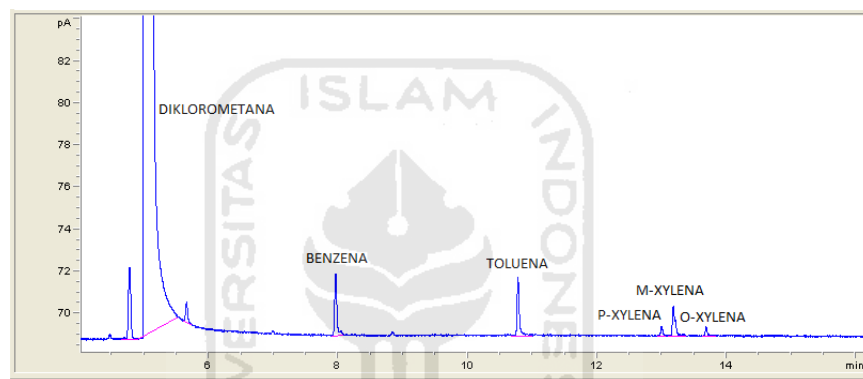 pA
82
80
78
76
74
72
70
DIKLOROMETANA
BENZENA
TOLUENA
M-XYLENA
P-XYLENA
O-XYLENA
6
8
10
12
14
min
ISLAM
UNIVERSITAS
INDONES